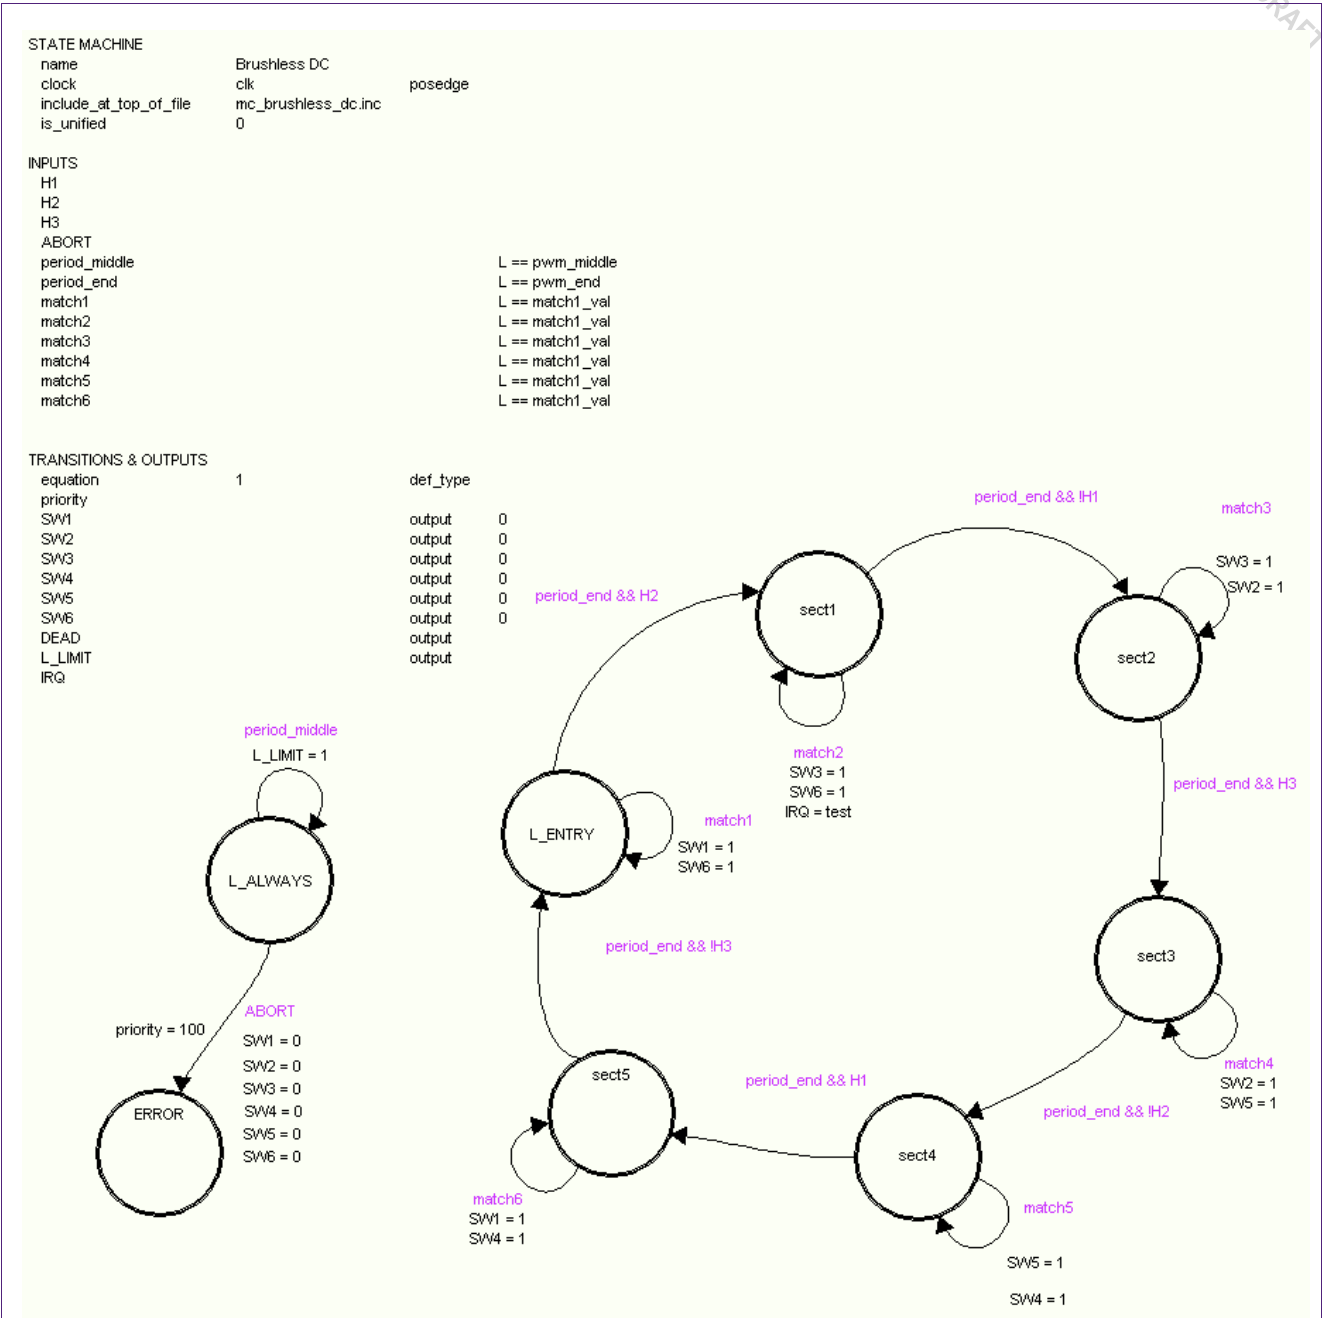 DRAFT
STATE MACHINE
name Brushless DC
clock clk posedge
include_at_top_of_file mc_brushless_dc.inc
is_unified 0
INPUTS
H1
H2
H3
ABORT
period_middle L == pwm_middle
period_end L == pwm_end
match1 L == match1_val
match2 L == match1_val
match3 L == match1_val
match4 L == match1_val
match5 L == match1_val
match6 L == match1_val
TRANSITIONS & OUTPUTS
equation 1 def_type
priority
SW1 output 0
SW2 output 0
SW3 output 0
SW4 output 0
SW5 output 0
SW6 output 0
DEAD output
L_LIMIT output
IRQ
period_end && !H1
match3
SW3 = 1
SW2 = 1
period_end && H2
sect1
sect2
match2
SW3 = 1
SW6 = 1
IRQ = test
period_end && H3
period_middle
L_LIMIT = 1
L_ALWAYS
L_ENTRY
match1
SW1 = 1
SW6 = 1
period_end && !H3
sect3
match4
SW2 = 1
SW5 = 1
priority = 100
ABORT
SW1 = 0
SW2 = 0
SW3 = 0
SW4 = 0
SW5 = 0
SW6 = 0
ERROR
sect5
period_end && H1
period_end && !H2
sect4
match6
SW1 = 1
SW4 = 1
match5
SW5 = 1
SW4 = 1